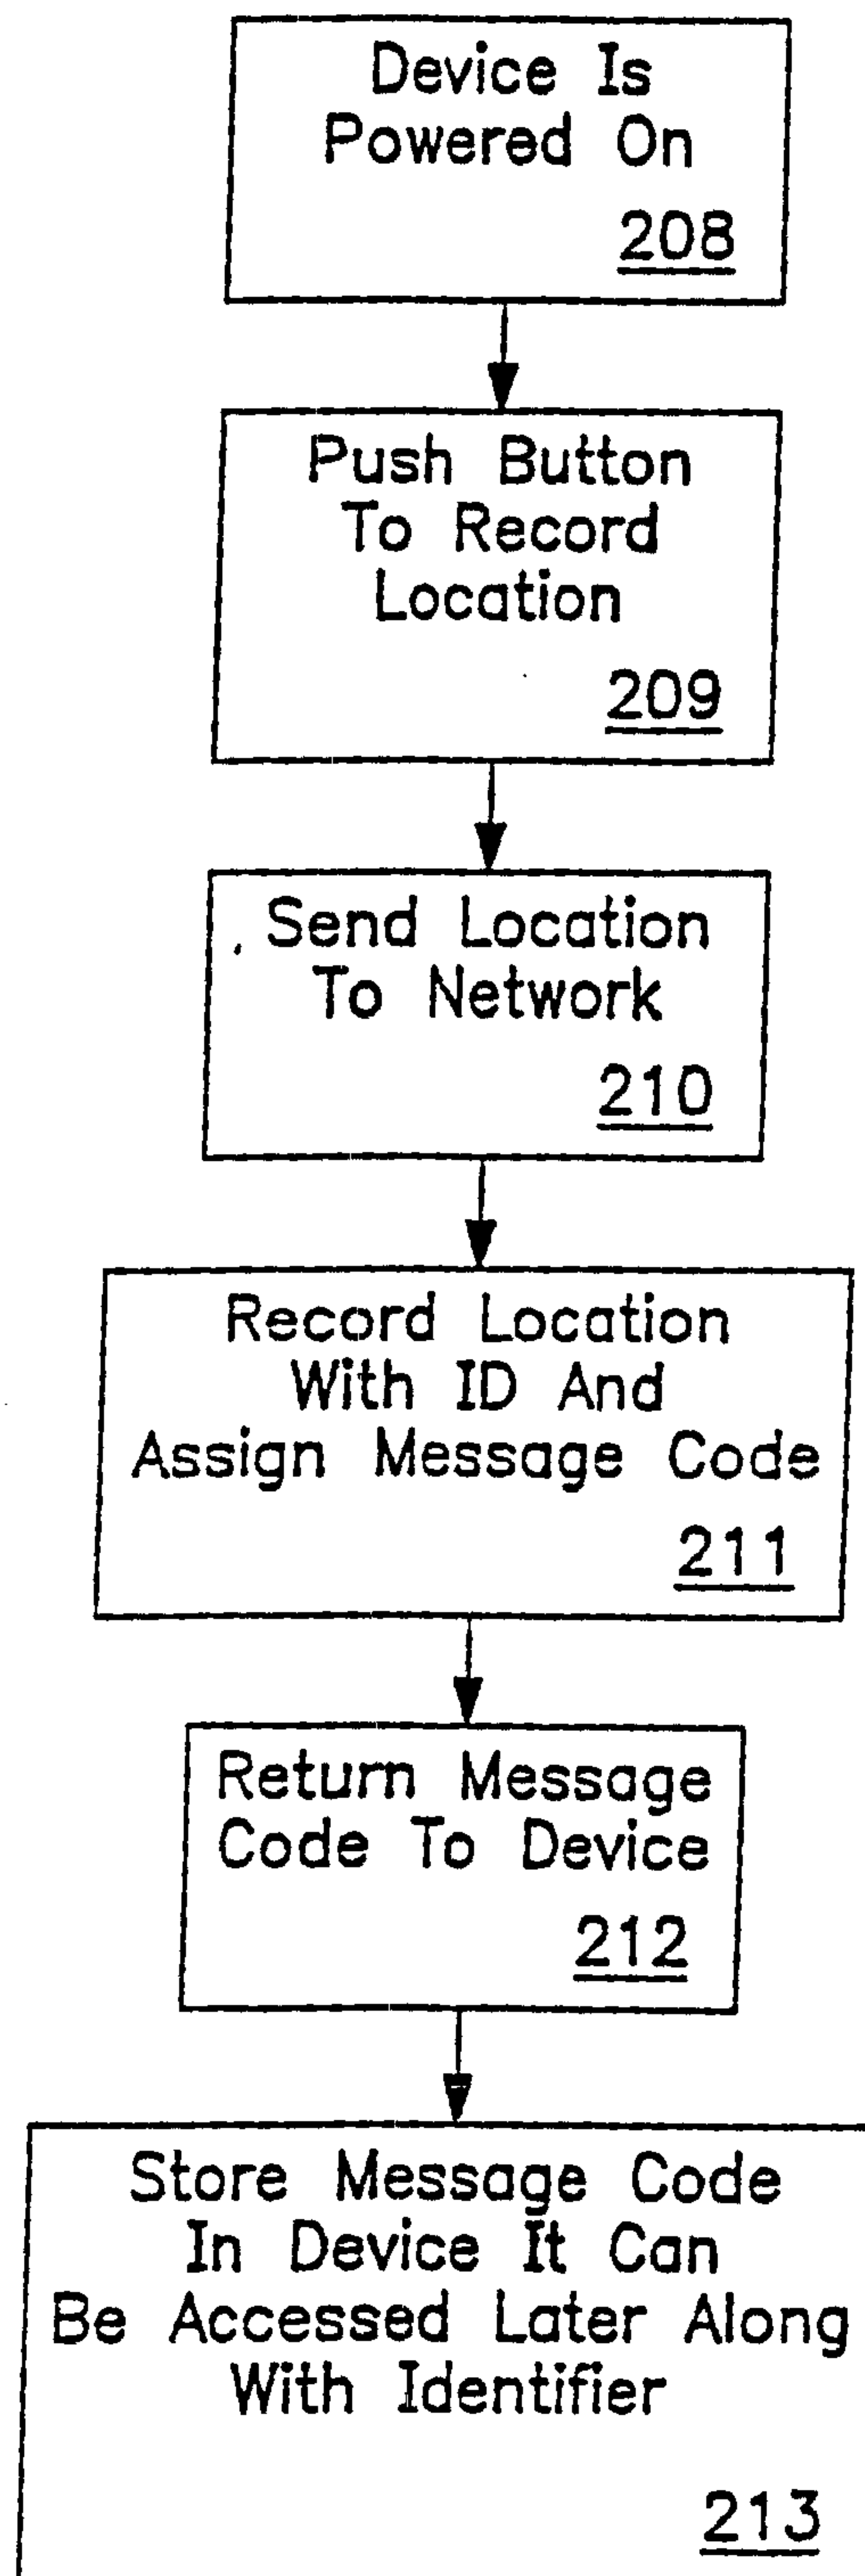 Device Is
Powered On
208
Push Button
To Record
Location
209
Send Location
To Network
210
Record Location
With ID And
Assign Message Code
211
Return Message
Code To Device
212
Store Message Code
In Device It Can
Be Accessed Later Along
With Identifier
213